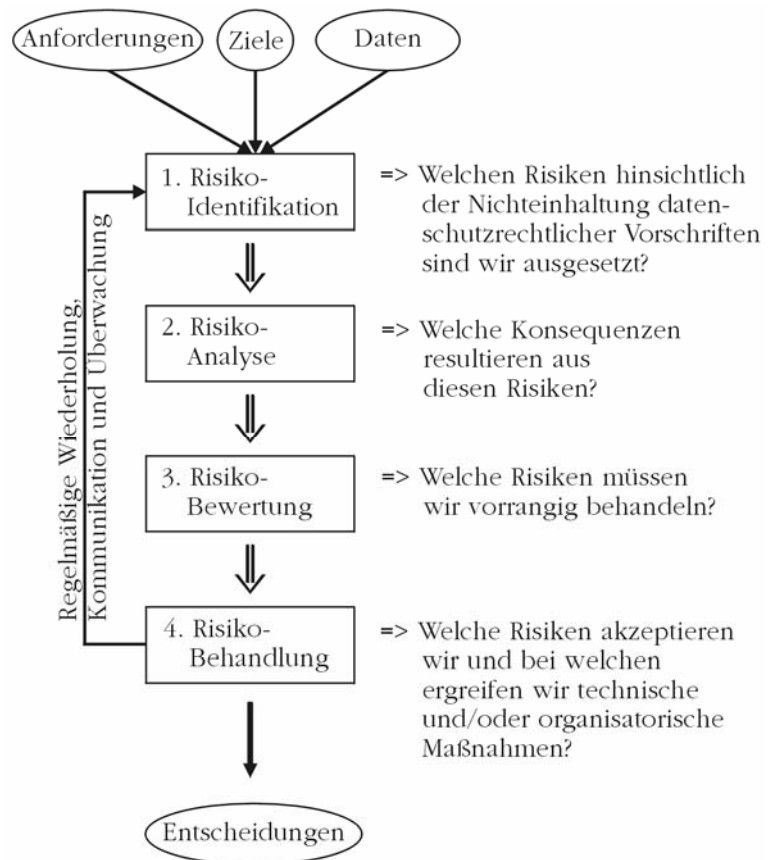 Anforderungen
Ziele
Daten
1. Risiko-
Identifikation
=> Welchen Risiken hinsichtlich
der Nichteinhaltung daten-
schutzrechtlicher Vorschriften
sind wir ausgesetzt?
2. Risiko-
Analyse
=> Welche Konsequenzen
resultieren aus
diesen Risiken?
3. Risiko-
Bewertung
=> Welche Risiken müssen
wir vorrangig behandeln?
4. Risiko-
Behandlung
=> Welche Risiken akzeptieren
wir und bei welchen
ergreifen wir technische
und/oder organisatorische
Maßnahmen?
Regelmäßige Wiederholung,
Kommunikation und Überwachung
Entscheidungen